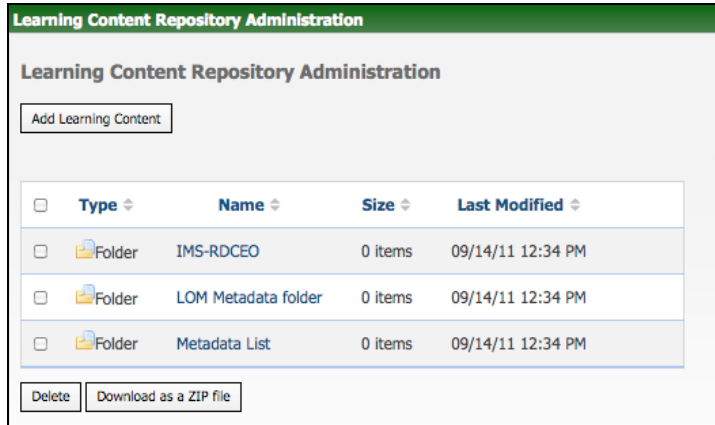 Learning Content Repository Administration
Learning Content Repository Administration
Add Learning Content
Type Name Size Last Modified
Folder IMS-RDCEO 0 items 09/14/11 12:34 PM
Folder LOM Metadata folder 0 items 09/14/11 12:34 PM
Folder Metadata List 0 items 09/14/11 12:34 PM
Delete Download as a ZIP file